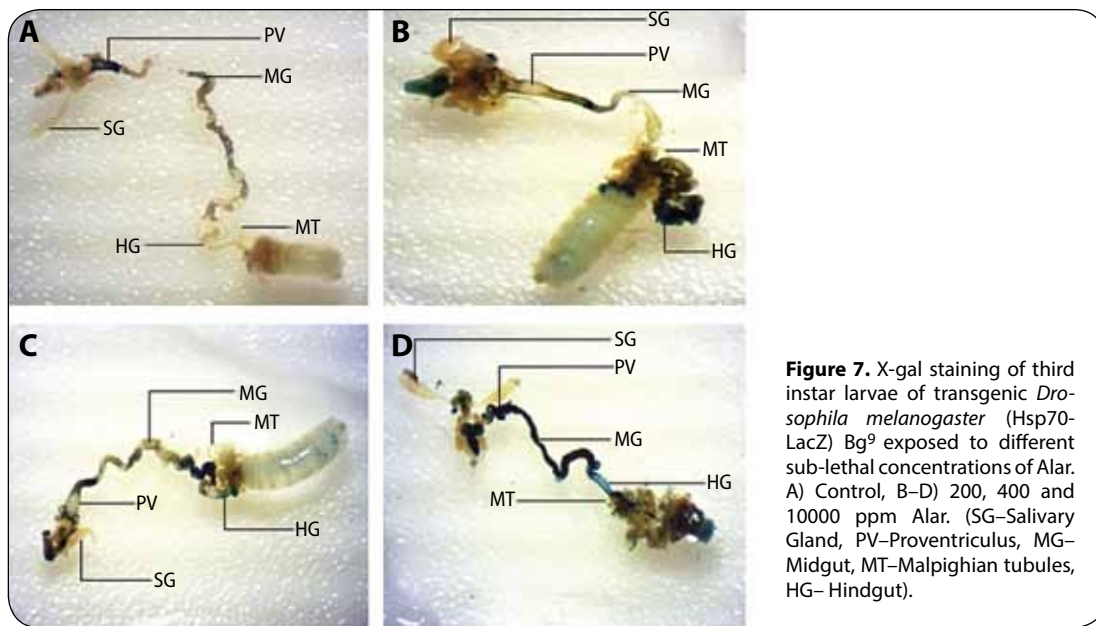 A
PV
MG
SG
MT
HG
B
SG
PV
MG
MT
HG
C
MG
MT
PV
HG
SG
D
SG
PV
MG
HG
MT
Figure 7. X-gal staining of third
instar larvae of transgenic Dro-
sophila melanogaster (Hsp70-
LacZ) Bg⁹ exposed to different
sub-lethal concentrations of Alar.
A) Control, B–D) 200, 400 and
10000 ppm Alar. (SG–Salivary
Gland, PV–Proventriculus, MG–
Midgut, MT–Malpighian tubules,
HG– Hindgut).